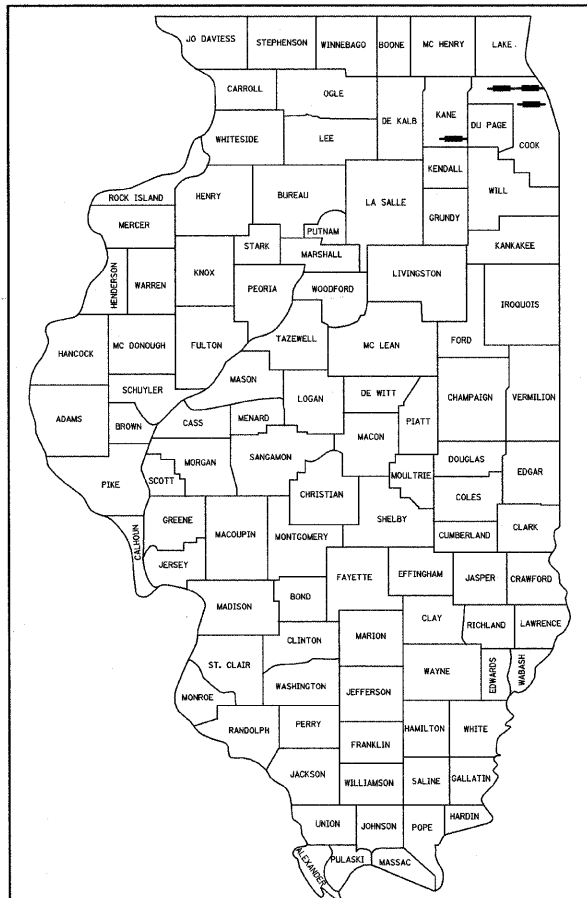 JO DAVIESS
STEPHENSON
WINNEBAGO
BOONE
MC HENRY
LAKE
CARROLL
OGLE
DE KALB
KANE
DU PAGE
COOK
WHITESIDE
LEE
KENDALL
WILL
ROCK ISLAND
HENRY
BUREAU
LA SALLE
GRUNDY
MERCER
PUTNAM
STARK
MARSHALL
KANKAKEE
HENDERSON
WARREN
KNOX
PEORIA
WOODFORD
LIVINGSTON
IROQUOIS
HANCOCK
MC DONOUGH
FULTON
TAZEWELL
MC LEAN
FORD
MASON
SCHUYLER
LOGAN
DE WITT
CHAMPAIGN
VERMILION
ADAMS
BROWN
CASS
MENARD
PIATT
MACON
SANGAMON
MORGAN
DOUGLAS
EDGAR
PIKE
SCOTT
CHRISTIAN
MOULTRIE
COLES
GREENE
MACOUPIN
MONTGOMERY
SHELBY
CUMBERLAND
CLARK
CALHOUN
JERSEY
FAYETTE
EFFINGHAM
JASPER
CRAWFORD
MADISON
BOND
CLAY
RICHLAND
LAWRENCE
CLINTON
MARION
ST. CLAIR
WAYNE
EDWARDS
WABASH
MONROE
WASHINGTON
JEFFERSON
RANDOLPH
PERRY
HAMILTON
WHITE
FRANKLIN
JACKSON
WILLIAMSON
SALINE
GALLATIN
UNION
JOHNSON
POPE
HARDIN
ALEXANDER
PULASKI
MASSAC